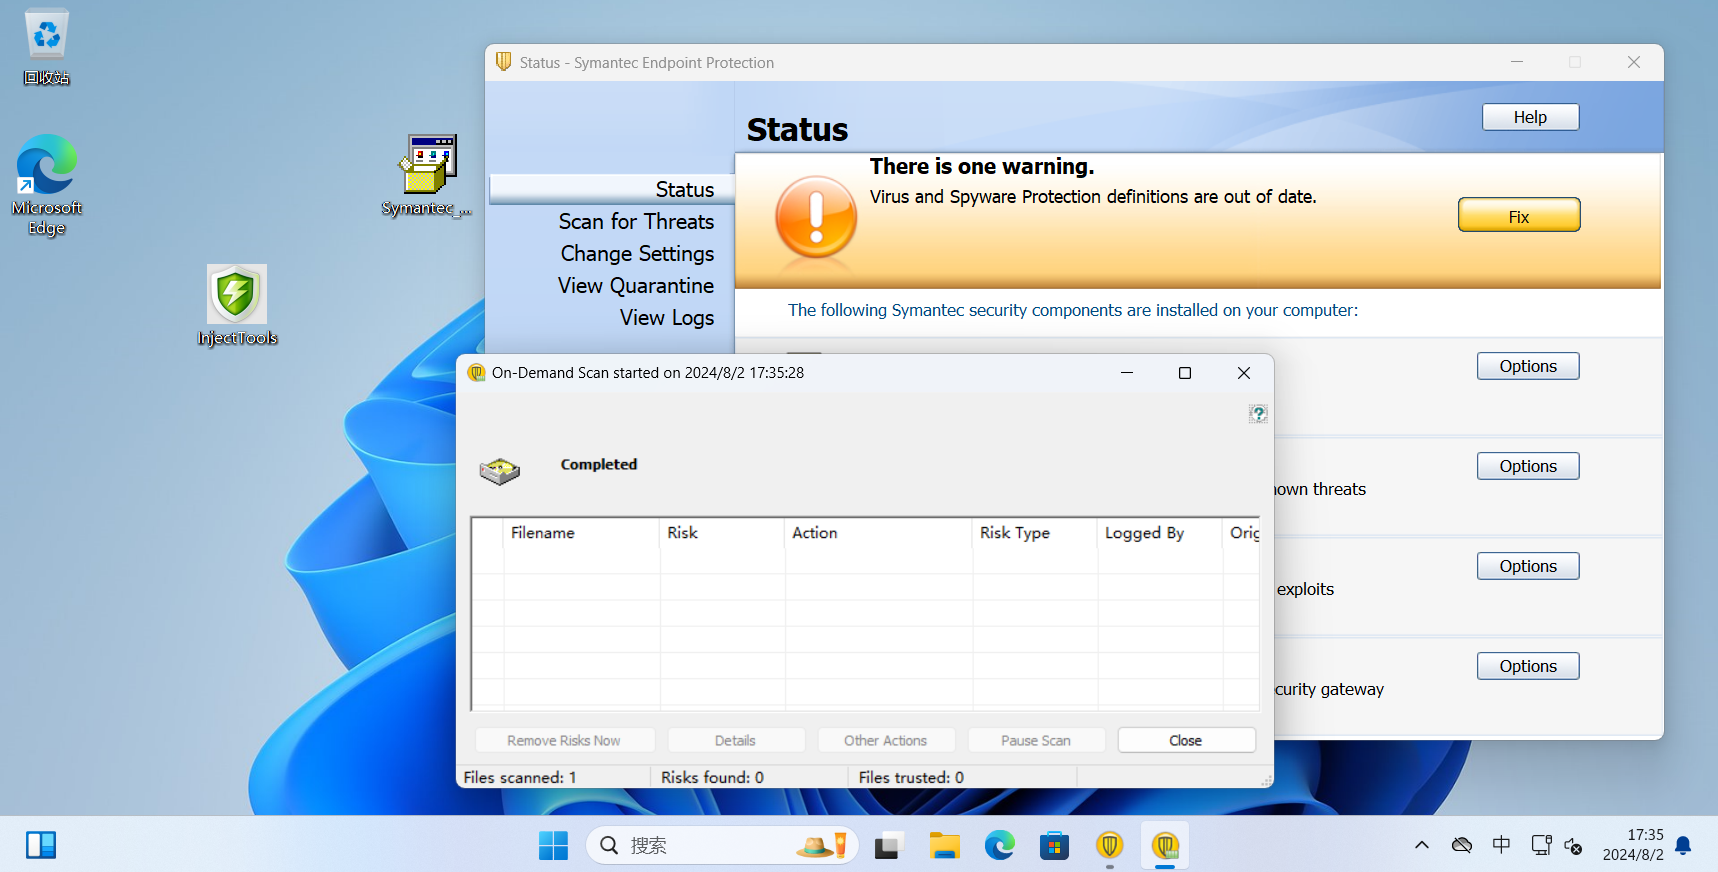 回收站
Microsoft
Edge
Symantec_...
InjectTools
Status - Symantec Endpoint Protection
Status
Help
Status
Scan for Threats
Change Settings
View Quarantine
View Logs
There is one warning.
Virus and Spyware Protection definitions are out of date.
Fix
The following Symantec security components are installed on your computer:
Options
Options
nown threats
Options
exploits
Options
curity gateway
On-Demand Scan started on 2024/8/2 17:35:28
Completed
Filename Risk Action Risk Type Logged By Orig
Remove Risks Now Details Other Actions Pause Scan Close
Files scanned: 1 Risks found: 0 Files trusted: 0
搜索
中
17:35
2024/8/2